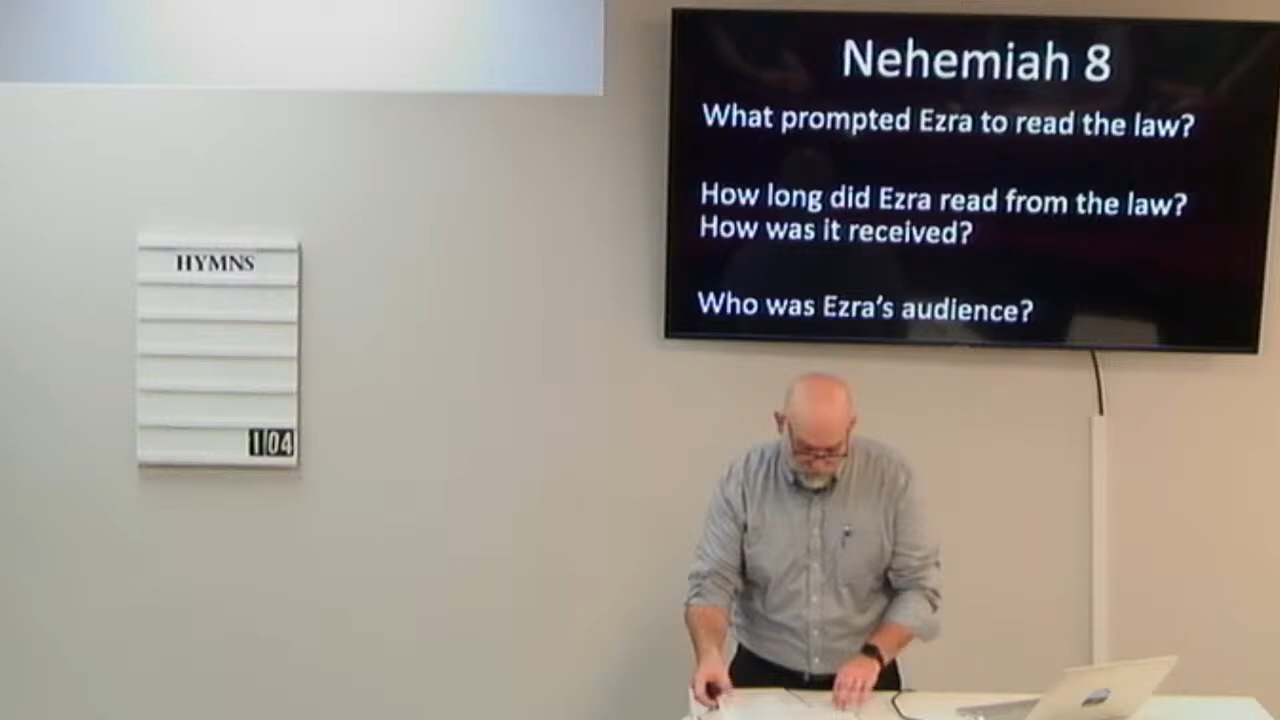 Nehemiah 8
What prompted Ezra to read the law?
How long did Ezra read from the law?
How was it received?
Who was Ezra's audience?
HYMNS
104